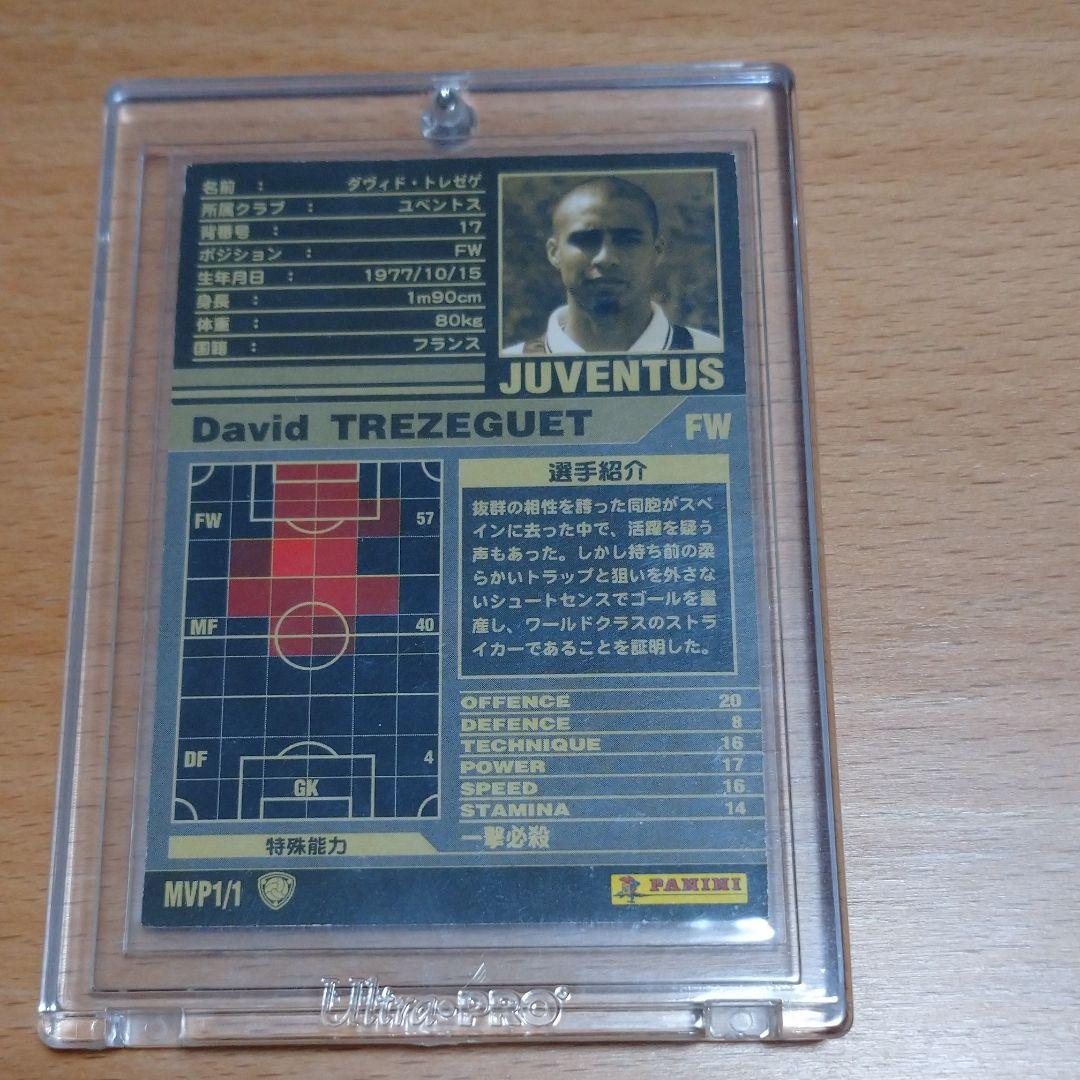 名前 : ダヴィド・トレゼゲ
所属クラブ : ユベントス
背番号 : 17
ポジション : FW
生年月日 : 1977/10/15
身長 : 1m90cm
体重 : 80kg
国籍 : フランス
JUVENTUS
David TREZEGUET FW
FW 57
MF 40
DF 4
GK
選手紹介
抜群の相性を誇った同胞がスペ
インに去った中で、活躍を疑う
声もあった。しかし持ち前の柔
らかいトラップと狙いを外さな
いシュートセンスでゴールを量
産し、ワールドクラスのストラ
イカーであることを証明した。
OFFENCE 20
DEFENCE 8
TECHNIQUE 16
POWER 17
SPEED 16
STAMINA 14
特殊能力 一撃必殺
MVP1/1 PANINI
Ultra•PRO®